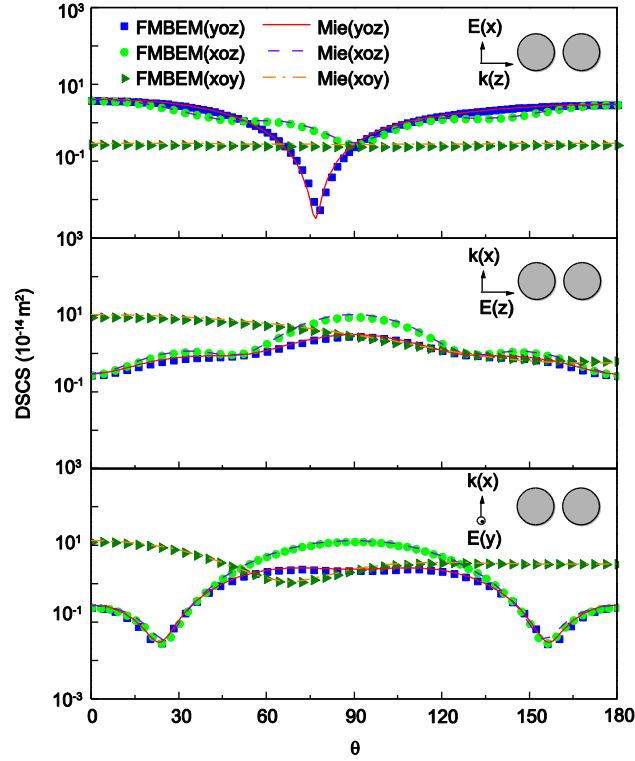 10³
FMBEM(yoz) Mie(yoz)
FMBEM(xoz) Mie(xoz)
FMBEM(xoy) Mie(xoy)
E(x)
k(z)
10¹
10⁻¹
10³
k(x)
E(z)
10¹
10⁻¹
DSCS (10⁻¹⁴ m²)
10³
k(x)
E(y)
10¹
10⁻¹
10⁻³
0 30 60 90 120 150 180
θ